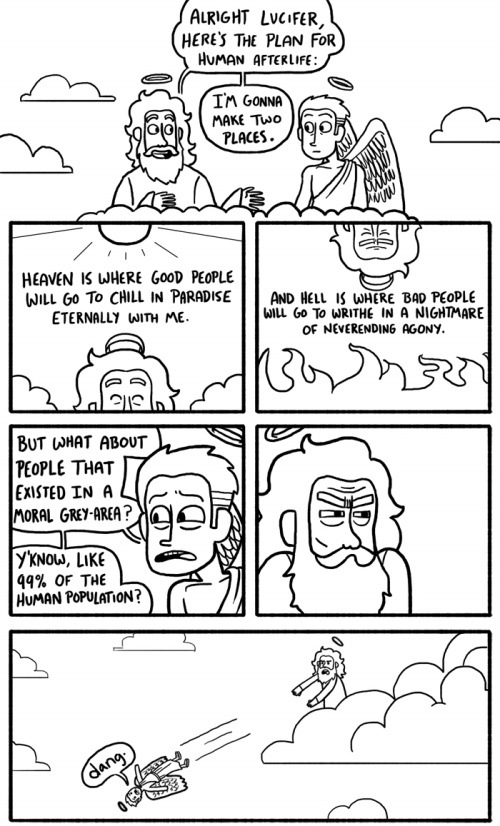 ALRIGHT LUCIFER,
HERE'S THE PLAN FOR
HUMAN AFTERLIFE:
I'M GONNA
MAKE TWO
PLACES.
HEAVEN IS WHERE GOOD PEOPLE
WILL GO TO CHILL IN PARADISE
ETERNALLY WITH ME.
AND HELL IS WHERE BAD PEOPLE
WILL GO TO WRITHE IN A NIGHTMARE
OF NEVERENDING AGONY.
BUT WHAT ABOUT
PEOPLE THAT
EXISTED IN A
MORAL GREY-AREA?
Y'KNOW, LIKE
99% OF THE
HUMAN POPULATION?
dang.